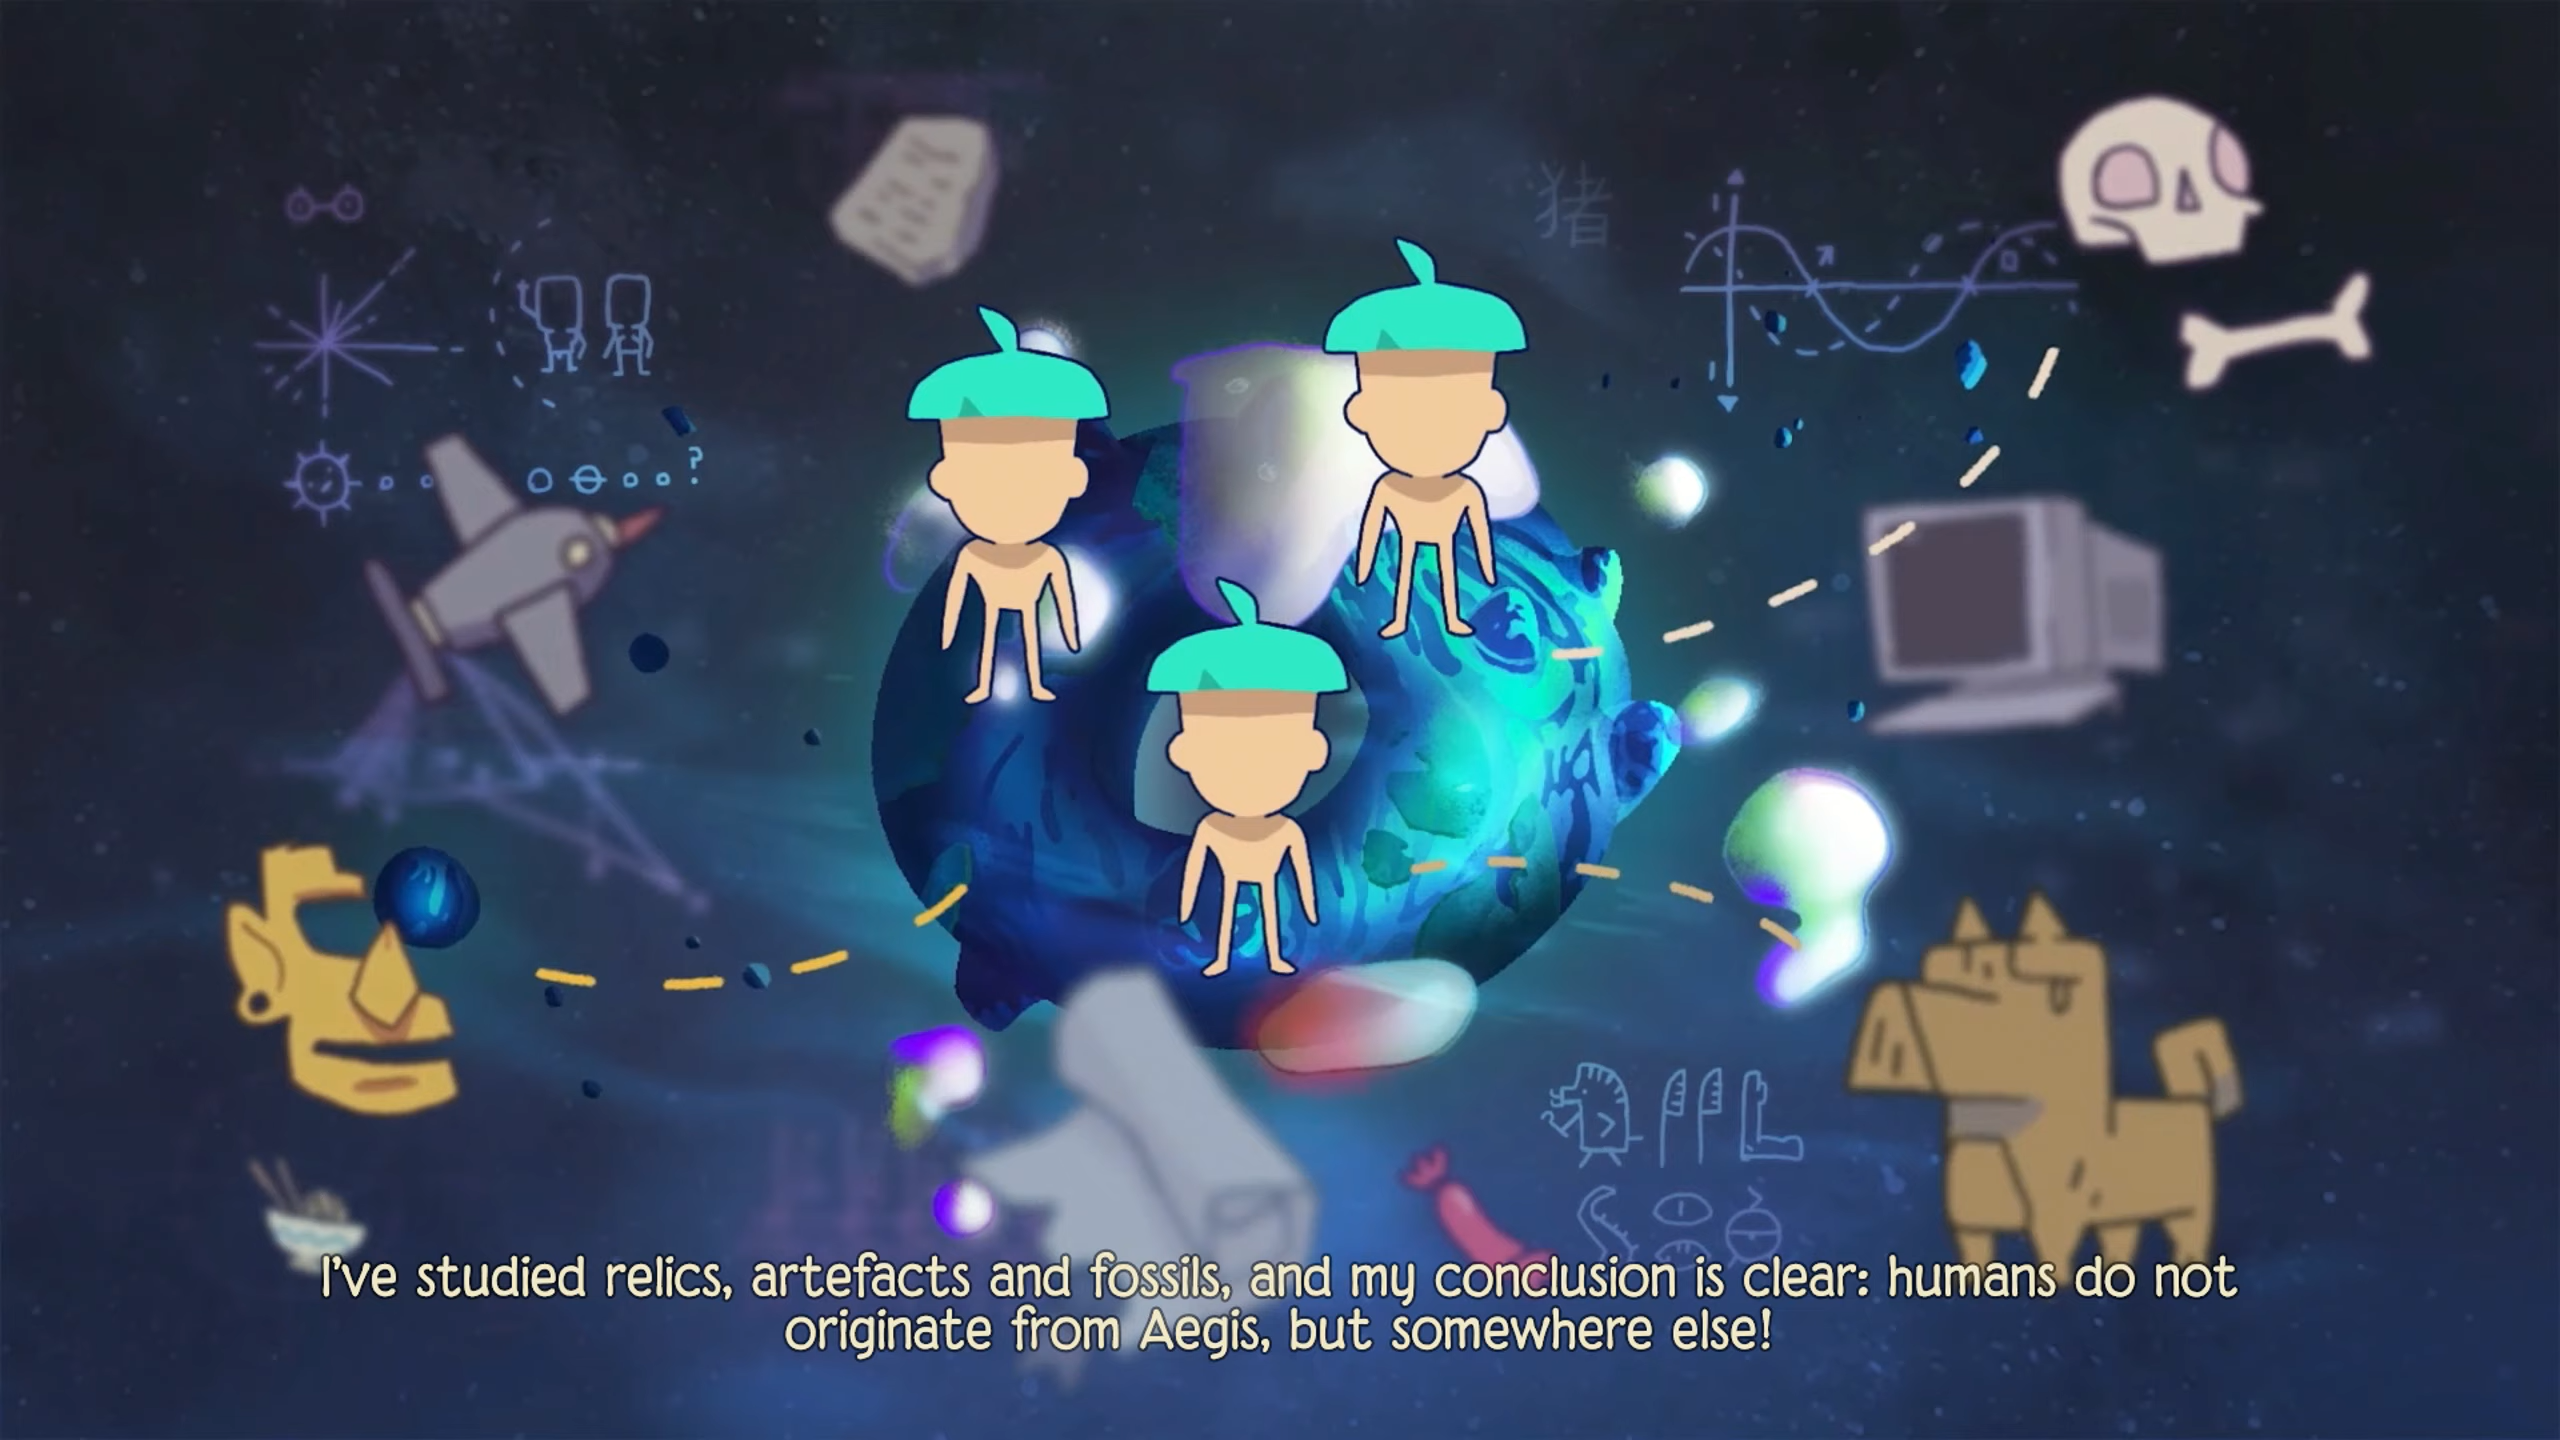 猪
?
I've studied relics, artefacts and fossils, and my conclusion is clear: humans do not
originate from Aegis, but somewhere else!